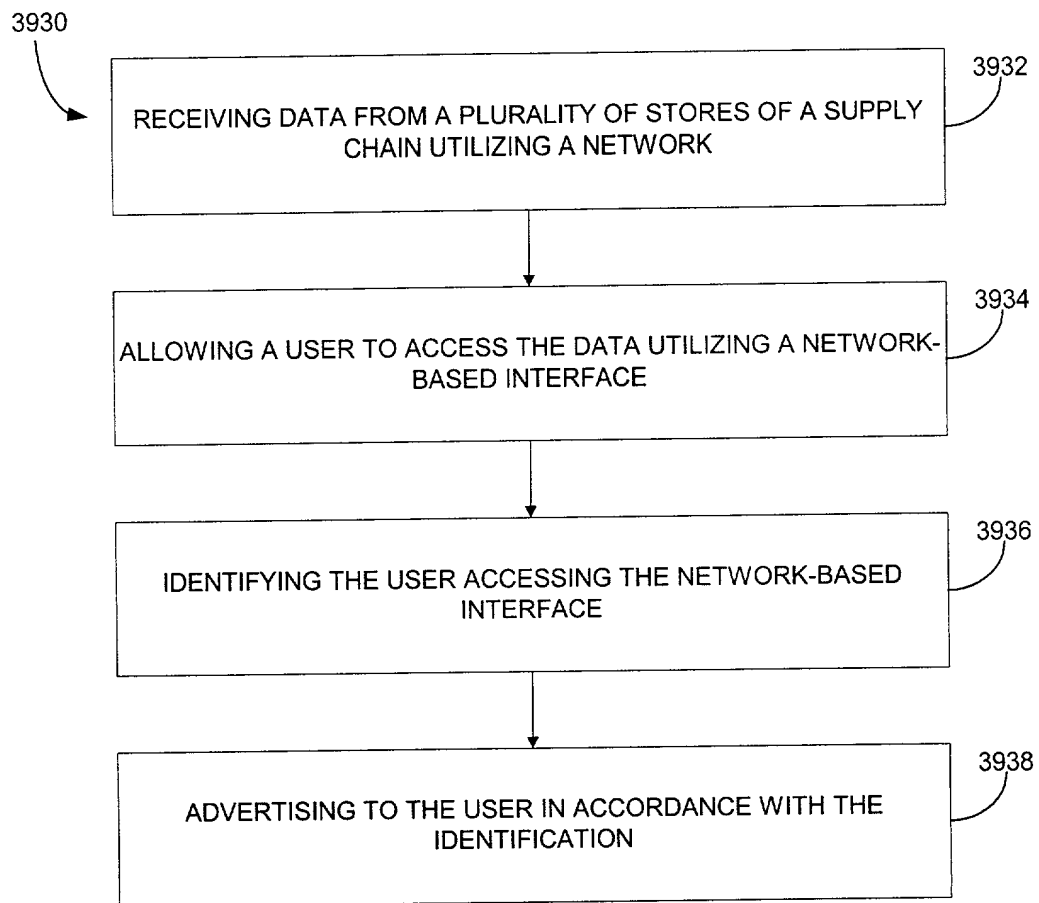 3930
3932
RECEIVING DATA FROM A PLURALITY OF STORES OF A SUPPLY
CHAIN UTILIZING A NETWORK
3934
ALLOWING A USER TO ACCESS THE DATA UTILIZING A NETWORK-
BASED INTERFACE
3936
IDENTIFYING THE USER ACCESSING THE NETWORK-BASED
INTERFACE
3938
ADVERTISING TO THE USER IN ACCORDANCE WITH THE
IDENTIFICATION